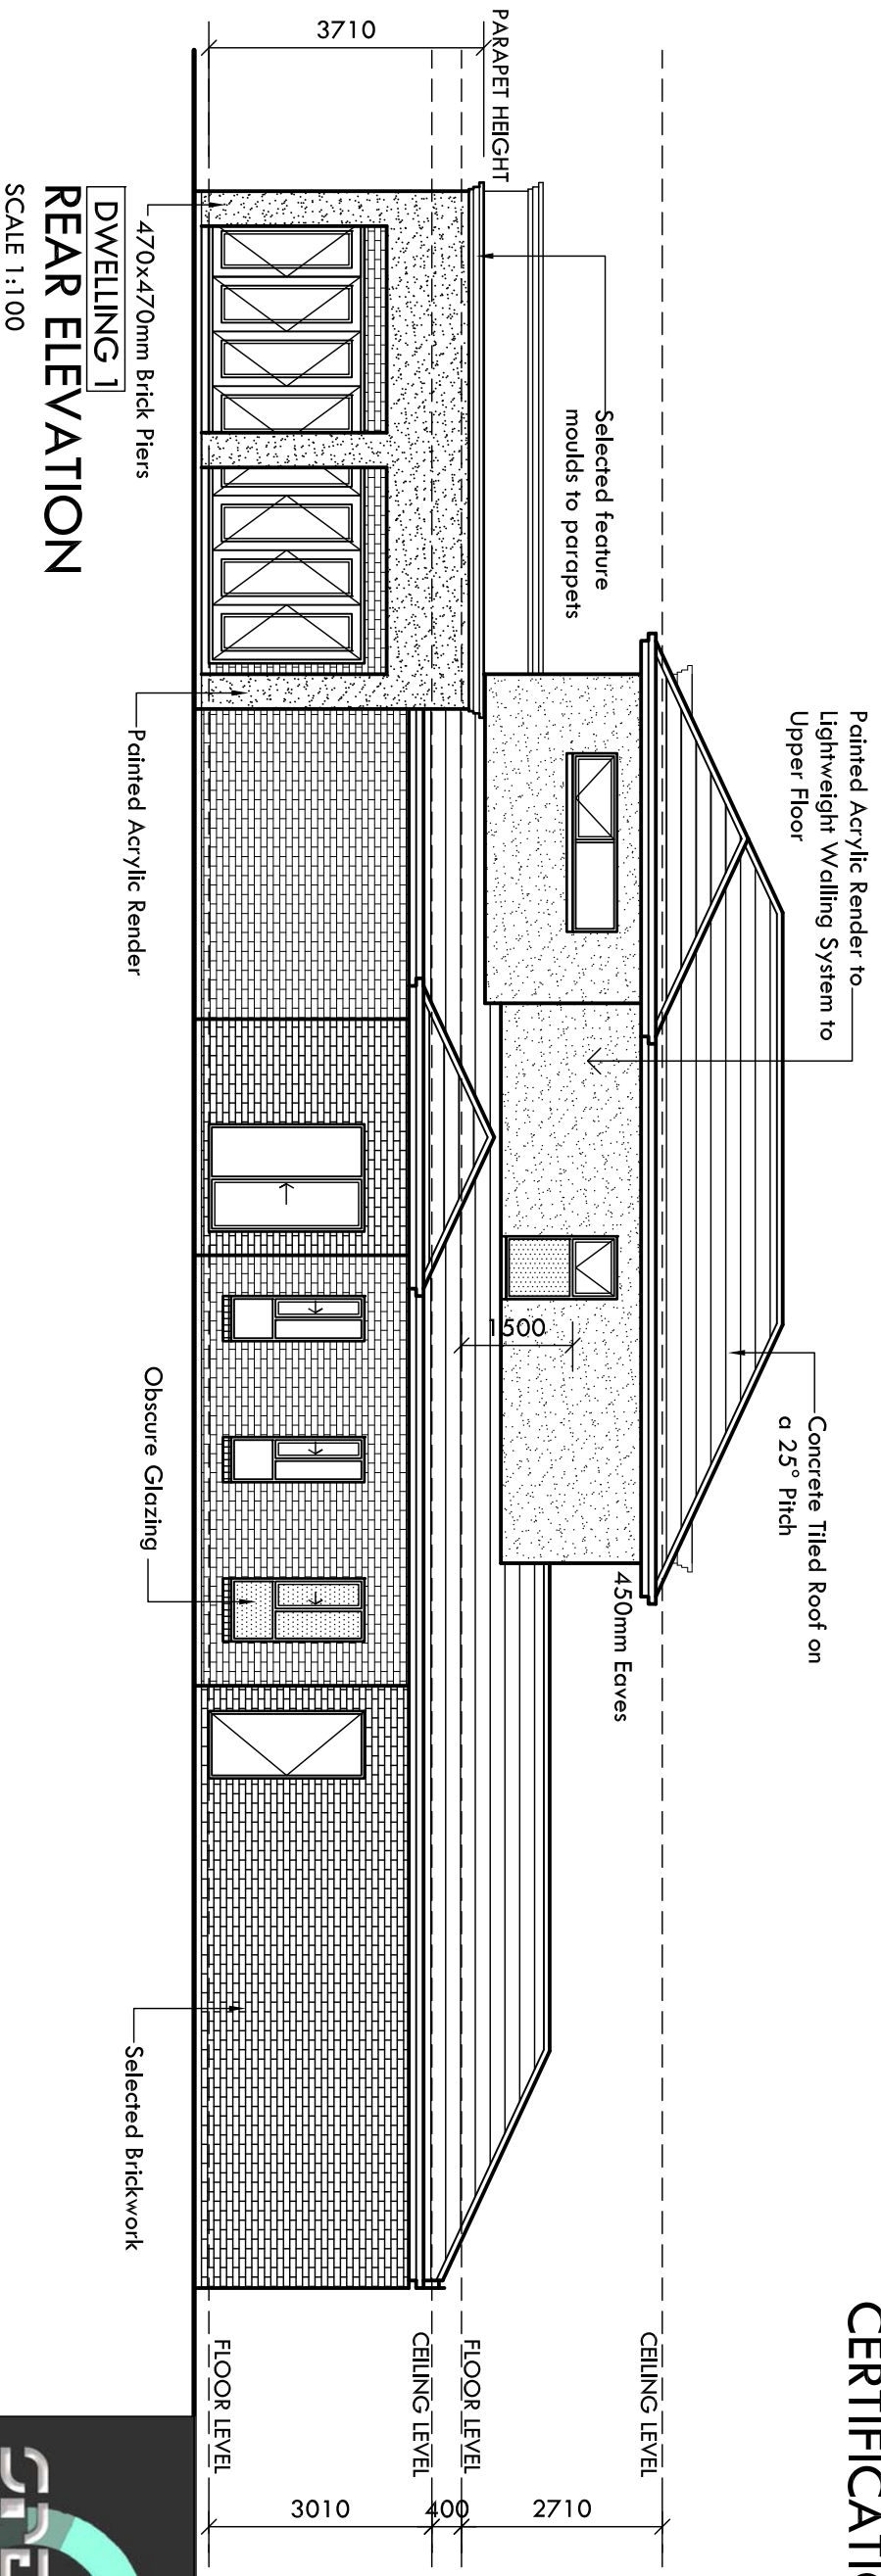 CERTIFICATIO
Painted Acrylic Render to
Lightweight Walling System to
Upper Floor
Concrete Tiled Roof on
a 25° Pitch
Selected feature
moulds to parapets
450mm Eaves
PARAPET HEIGHT
3710
1500
CEILING LEVEL
FLOOR LEVEL
CEILING LEVEL
FLOOR LEVEL
2710
400
3010
470x470mm Brick Piers
Painted Acrylic Render
Obscure Glazing
Selected Brickwork
DWELLING 1
REAR ELEVATION
SCALE 1:100